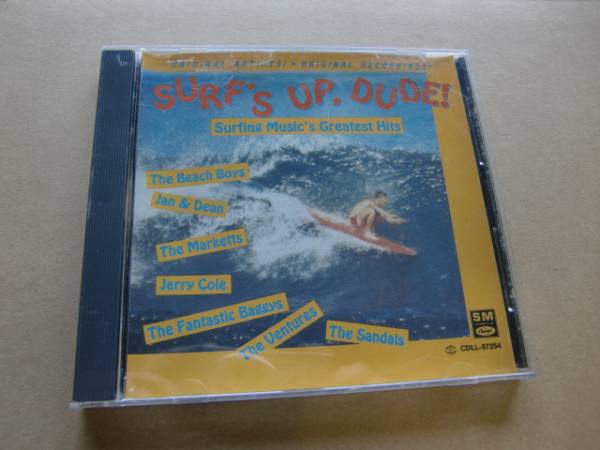 ORIGINAL ARTISTS! • ORIGINAL RECORDINGS!
SURF'S UP, DUDE!
Surfing Music's Greatest Hits
The Beach Boys
Jan & Dean
The Marketts
Jerry Cole
The Fantastic Baggys
The Ventures
The Sandals
SM
Capitol
CDLL-57254